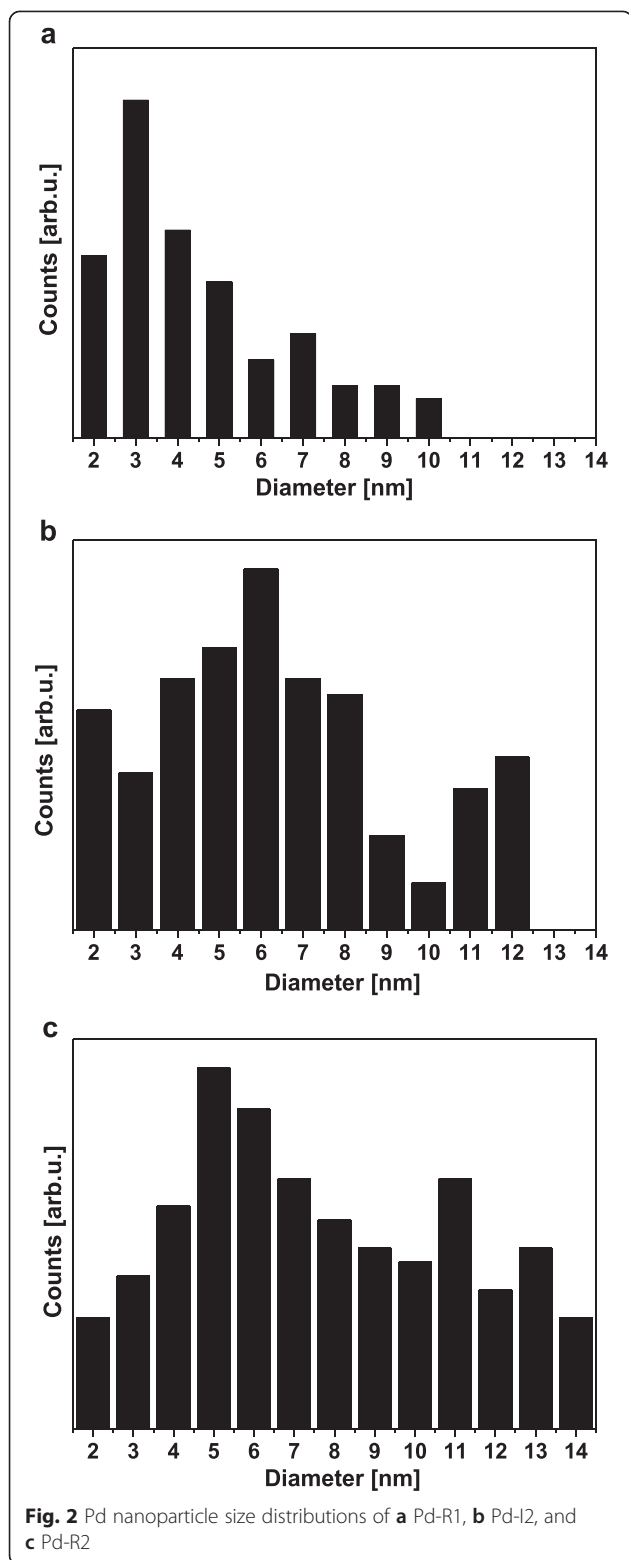 a
Counts [arb.u.]
2 3 4 5 6 7 8 9 10 11 12 13 14
Diameter [nm]
b
Counts [arb.u.]
2 3 4 5 6 7 8 9 10 11 12 13 14
Diameter [nm]
c
Counts [arb.u.]
2 3 4 5 6 7 8 9 10 11 12 13 14
Diameter [nm]
Fig. 2 Pd nanoparticle size distributions of a Pd-R1, b Pd-I2, and
c Pd-R2